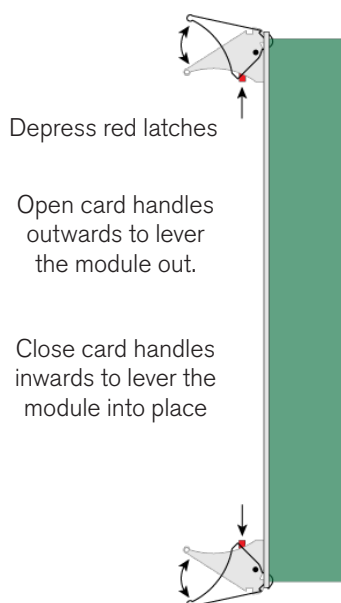 Depress red latches
Open card handles
outwards to lever
the module out.
Close card handles
inwards to lever the
module into place